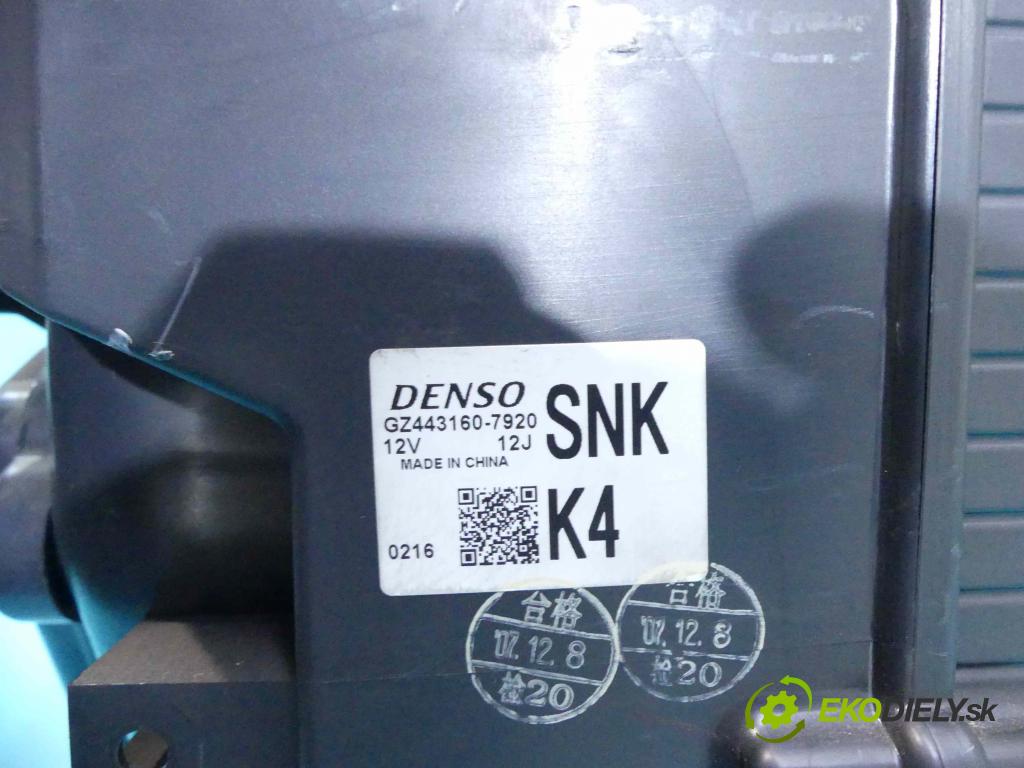 DENSO
GZ443160-7920
12V 12J
MADE IN CHINA
SNK
0216
K4
合格
'07.12.8
検20
合格
'07.12.8
検20
EKODIELY.sk